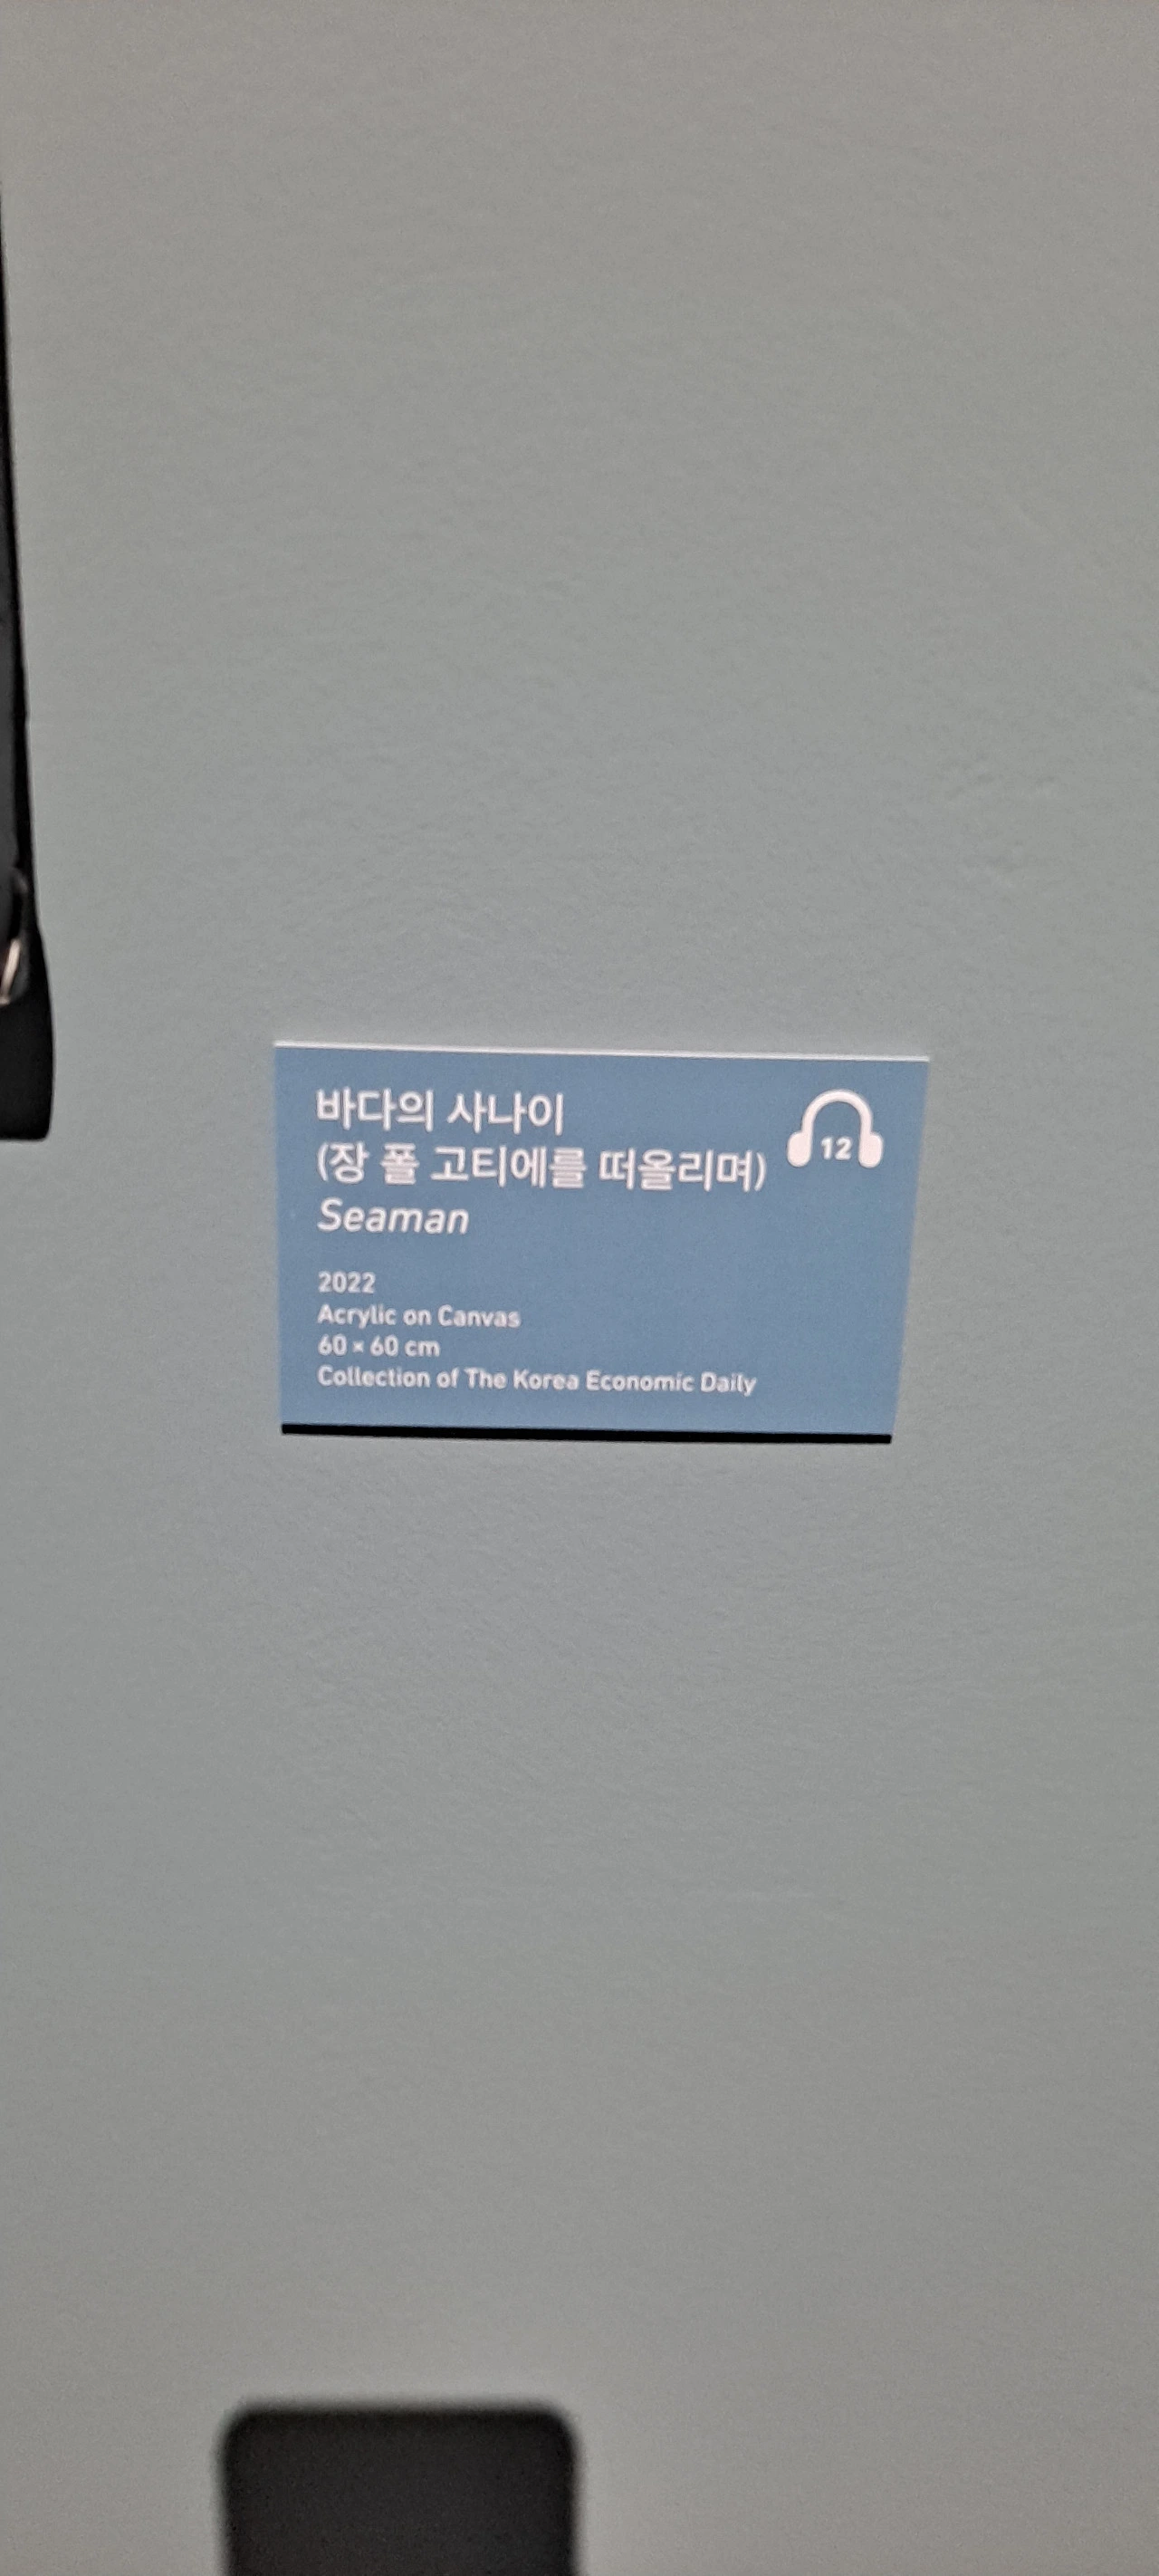 바다의 사나이
(장 폴 고티에를 떠올리며)
Seaman
12
2022
Acrylic on Canvas
60 × 60 cm
Collection of The Korea Economic Daily